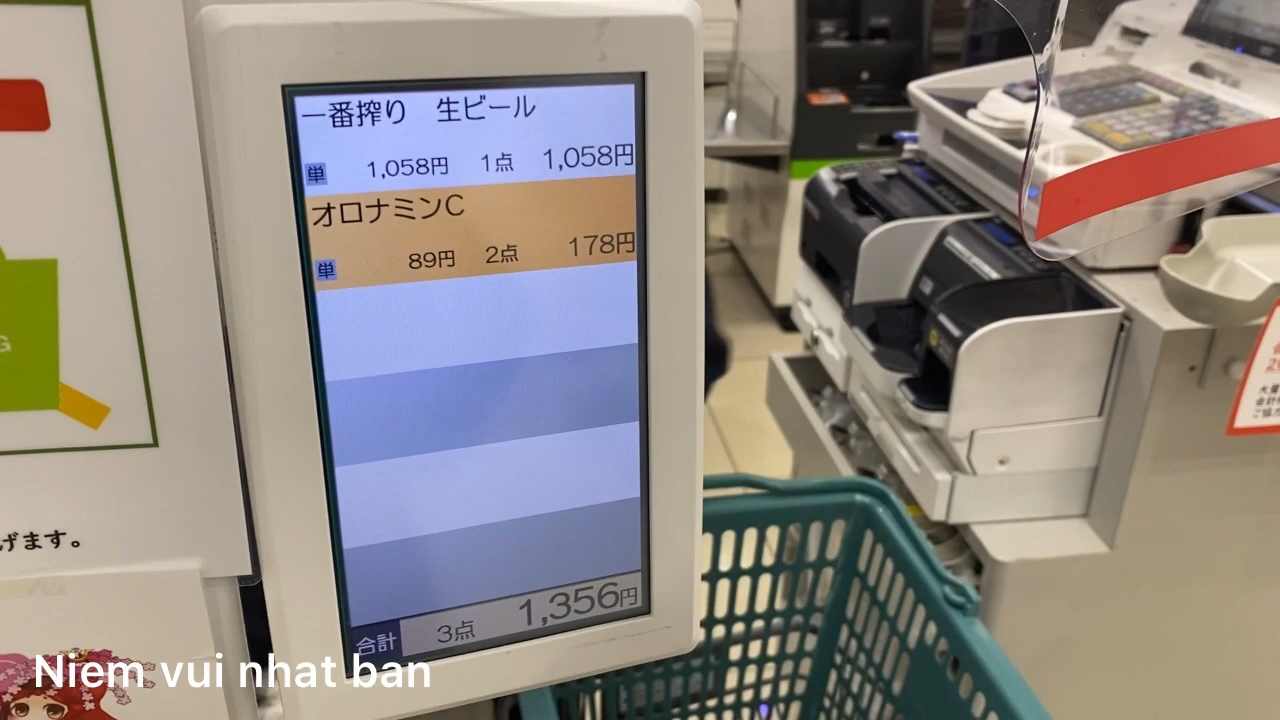 一番搾り 生ビール
単 1,058円 1点 1,058円
オロナミンC
単 89円 2点 178円
合計 3点 1,356円
げます。
G
Niem vui nhat ban